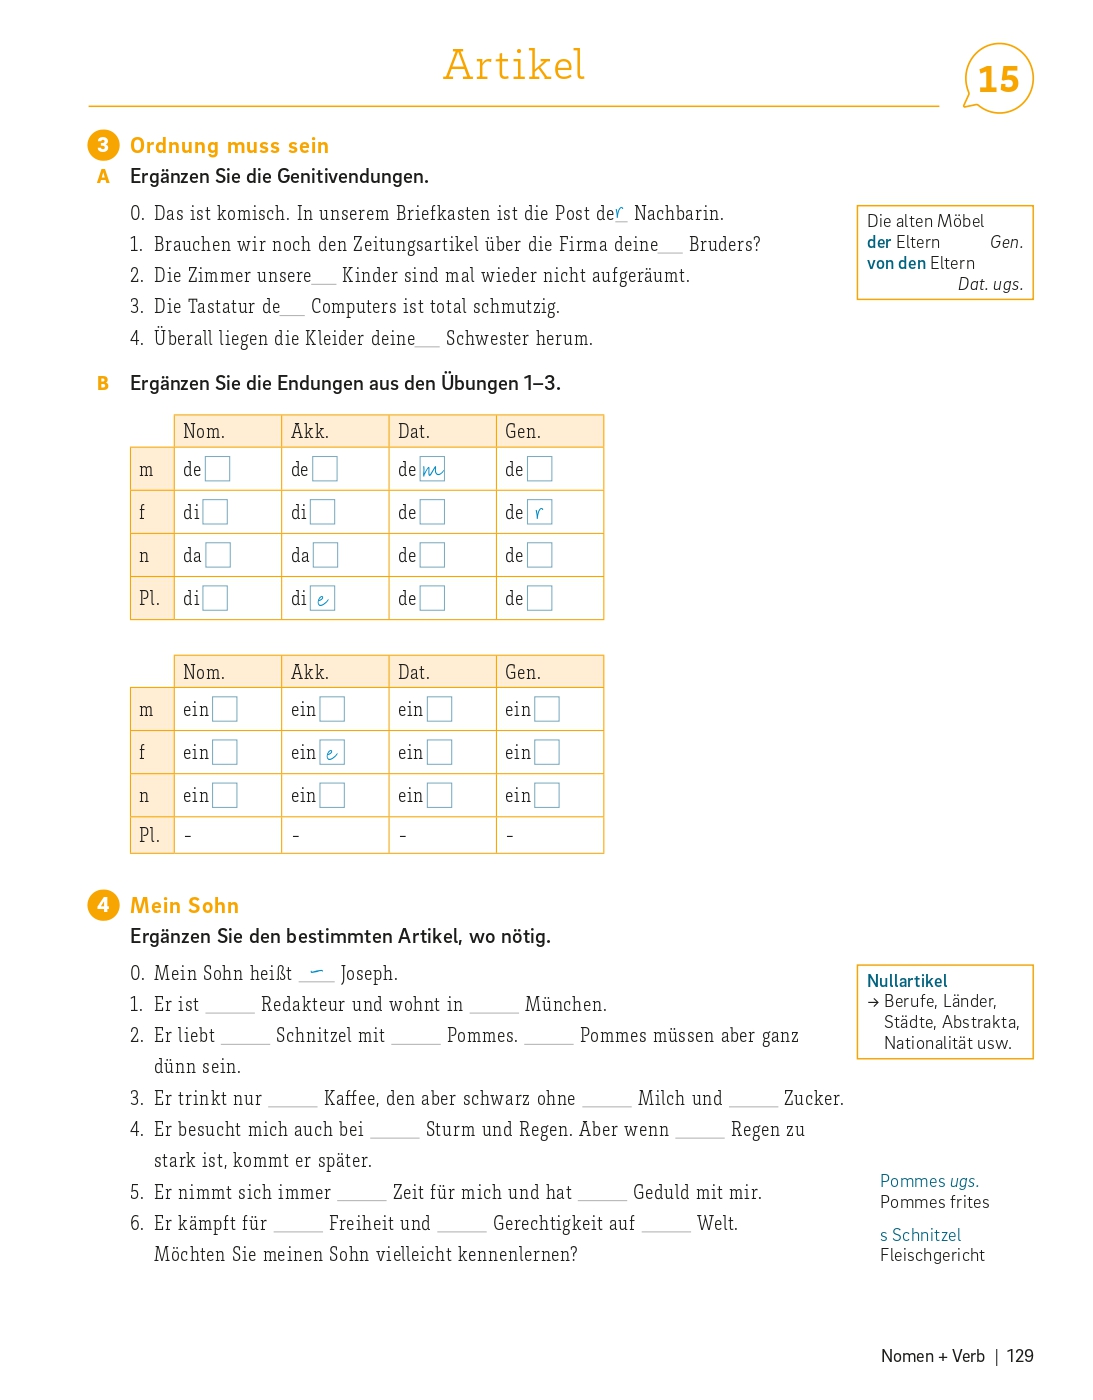 Artikel
15
3 Ordnung muss sein
A Ergänzen Sie die Genitivendungen.
0. Das ist komisch. In unserem Briefkasten ist die Post der Nachbarin.
1. Brauchen wir noch den Zeitungsartikel über die Firma deine___ Bruders?
2. Die Zimmer unsere___ Kinder sind mal wieder nicht aufgeräumt.
3. Die Tastatur de___ Computers ist total schmutzig.
4. Überall liegen die Kleider deine___ Schwester herum.
Die alten Möbel
der Eltern Gen.
von den Eltern
Dat. ugs.
B Ergänzen Sie die Endungen aus den Übungen 1–3.
Nom. Akk. Dat. Gen.
m de de dem de
f di di de der
n da da de de
Pl. di die de de
Nom. Akk. Dat. Gen.
m ein ein ein ein
f ein eine ein ein
n ein ein ein ein
Pl. - - - -
4 Mein Sohn
Ergänzen Sie den bestimmten Artikel, wo nötig.
0. Mein Sohn heißt – Joseph.
1. Er ist _____ Redakteur und wohnt in _____ München.
2. Er liebt _____ Schnitzel mit _____ Pommes. _____ Pommes müssen aber ganz
dünn sein.
3. Er trinkt nur _____ Kaffee, den aber schwarz ohne _____ Milch und _____ Zucker.
4. Er besucht mich auch bei _____ Sturm und Regen. Aber wenn _____ Regen zu
stark ist, kommt er später.
5. Er nimmt sich immer _____ Zeit für mich und hat _____ Geduld mit mir.
6. Er kämpft für _____ Freiheit und _____ Gerechtigkeit auf _____ Welt.
Möchten Sie meinen Sohn vielleicht kennenlernen?
Nullartikel
→ Berufe, Länder,
Städte, Abstrakta,
Nationalität usw.
Pommes ugs.
Pommes frites
s Schnitzel
Fleischgericht
Nomen + Verb | 129